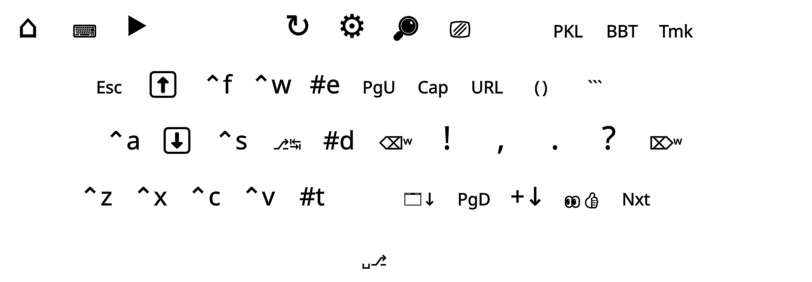 ⌂ ⌨ ▶ ↻ ⚙ 🔎 PKL BBT Tmk
Esc ⬆ ^f ^w #e PgU Cap URL () ```
^a ⬇ ^s ⎇↹ #d ⌫w ! , . ? ⌦w
^z ^x ^c ^v #t 🗔↓ PgD +↓ 👀👍 Nxt
␣⎇